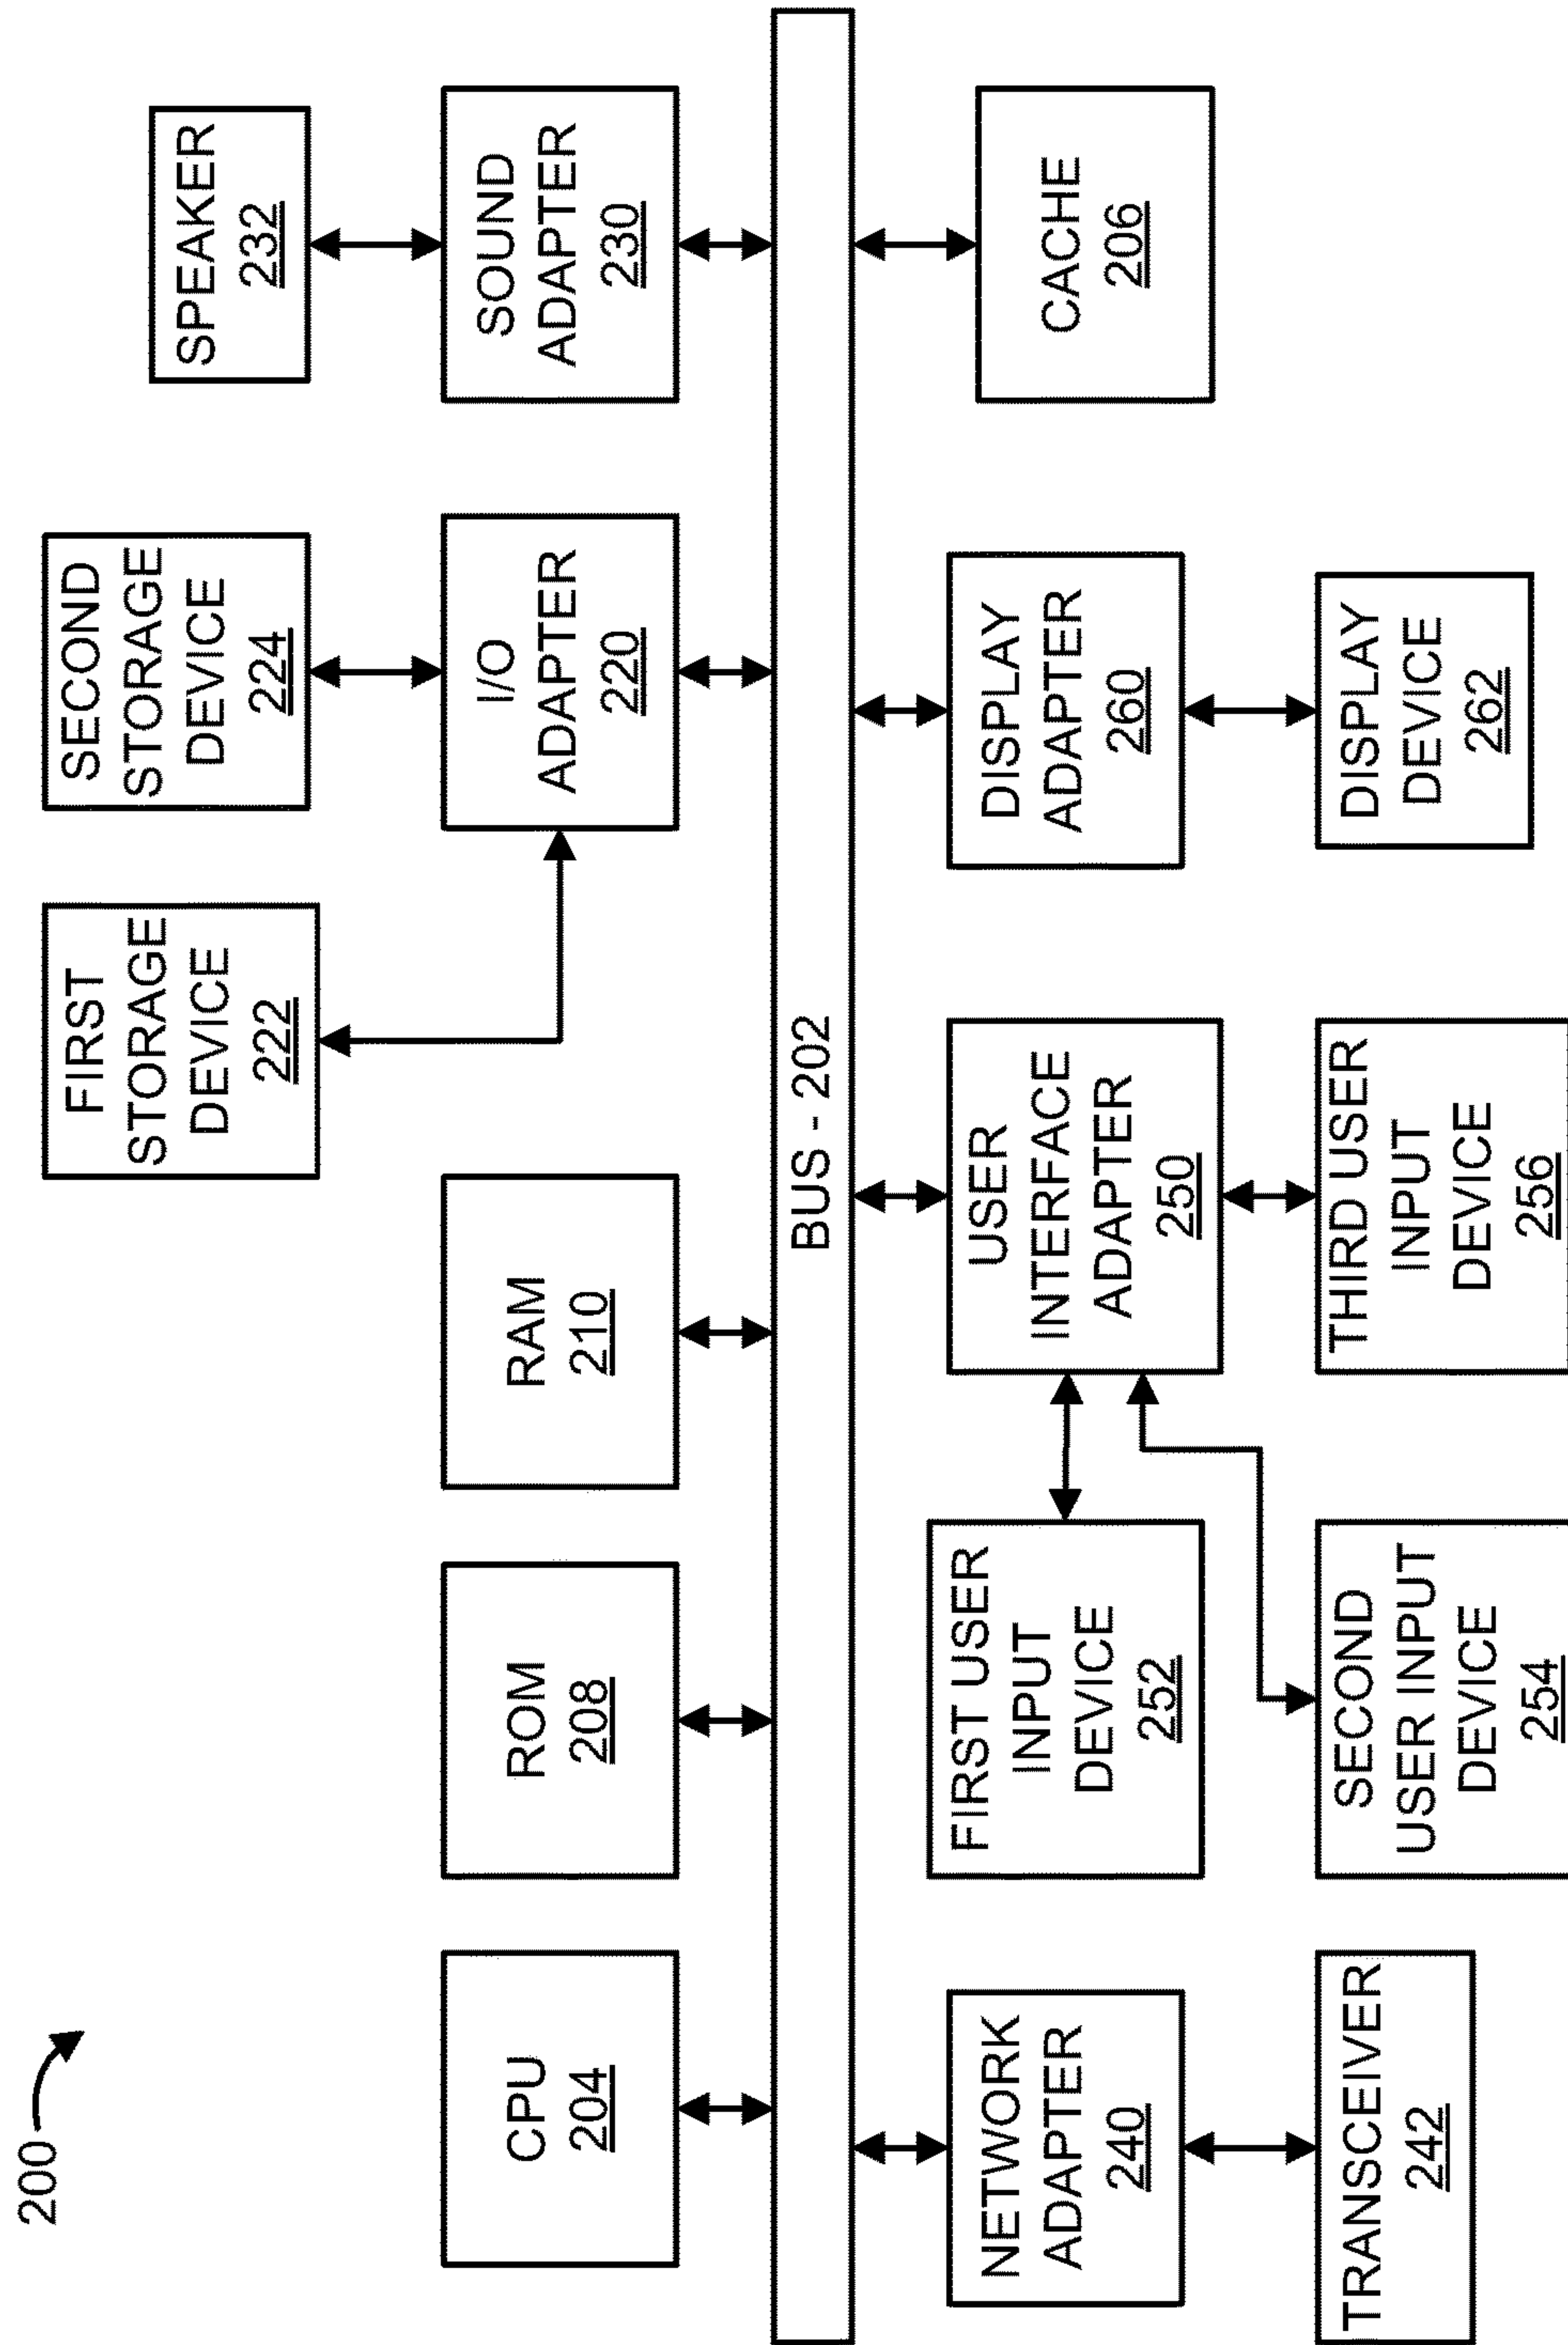 200
CPU
204
ROM
208
RAM
210
FIRST
STORAGE
DEVICE
222
SECOND
STORAGE
DEVICE
224
I/O
ADAPTER
220
SPEAKER
232
SOUND
ADAPTER
230
BUS - 202
NETWORK
ADAPTER
240
TRANSCEIVER
242
FIRST USER
INPUT
DEVICE
252
SECOND
USER INPUT
DEVICE
254
USER
INTERFACE
ADAPTER
250
THIRD USER
INPUT
DEVICE
256
DISPLAY
ADAPTER
260
DISPLAY
DEVICE
262
CACHE
206